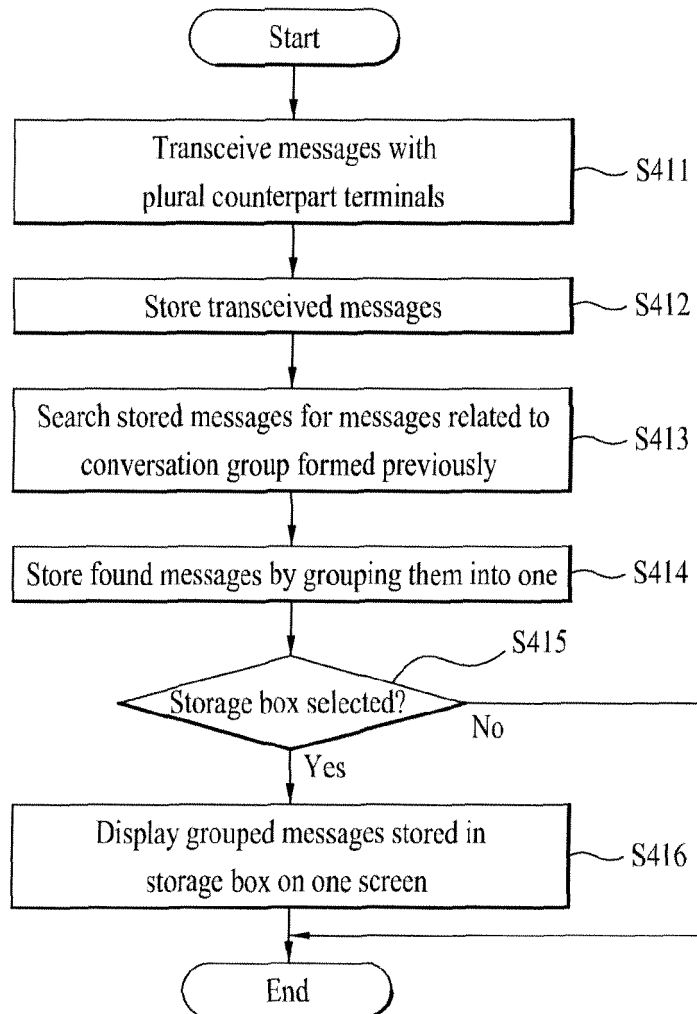 Start
Transceive messages with
plural counterpart terminals
S411
Store transceived messages
S412
Search stored messages for messages related to
conversation group formed previously
S413
Store found messages by grouping them into one
S414
S415
Storage box selected?
No
Yes
Display grouped messages stored in
storage box on one screen
S416
End